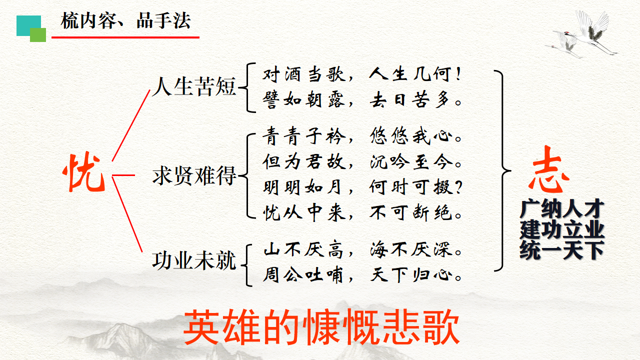 梳内容、品手法
忧
人生苦短
对酒当歌，人生几何！
譬如朝露，去日苦多。
求贤难得
青青子衿，悠悠我心。
但为君故，沉吟至今。
明明如月，何时可掇？
忧从中来，不可断绝。
功业未就
山不厌高，海不厌深。
周公吐哺，天下归心。
志
广纳人才
建功立业
统一天下
英雄的慷慨悲歌